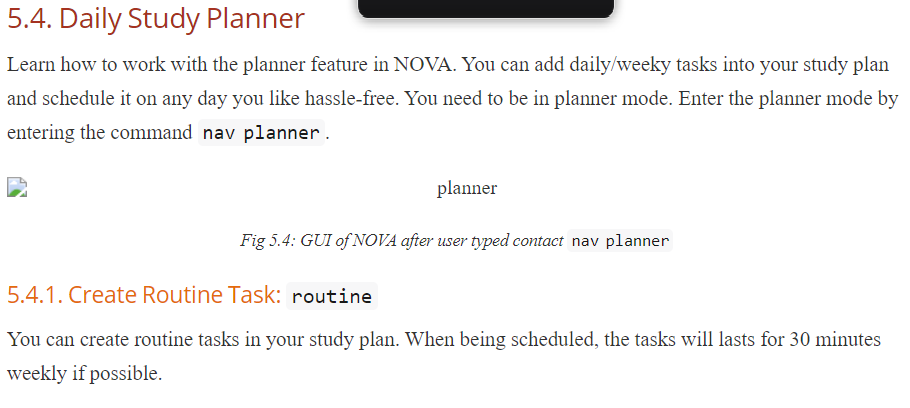 5.4. Daily Study Planner
Learn how to work with the planner feature in NOVA. You can add daily/weeky tasks into your study plan
and schedule it on any day you like hassle-free. You need to be in planner mode. Enter the planner mode by
entering the command nav planner.
planner
Fig 5.4: GUI of NOVA after user typed contact nav planner
5.4.1. Create Routine Task: routine
You can create routine tasks in your study plan. When being scheduled, the tasks will lasts for 30 minutes
weekly if possible.